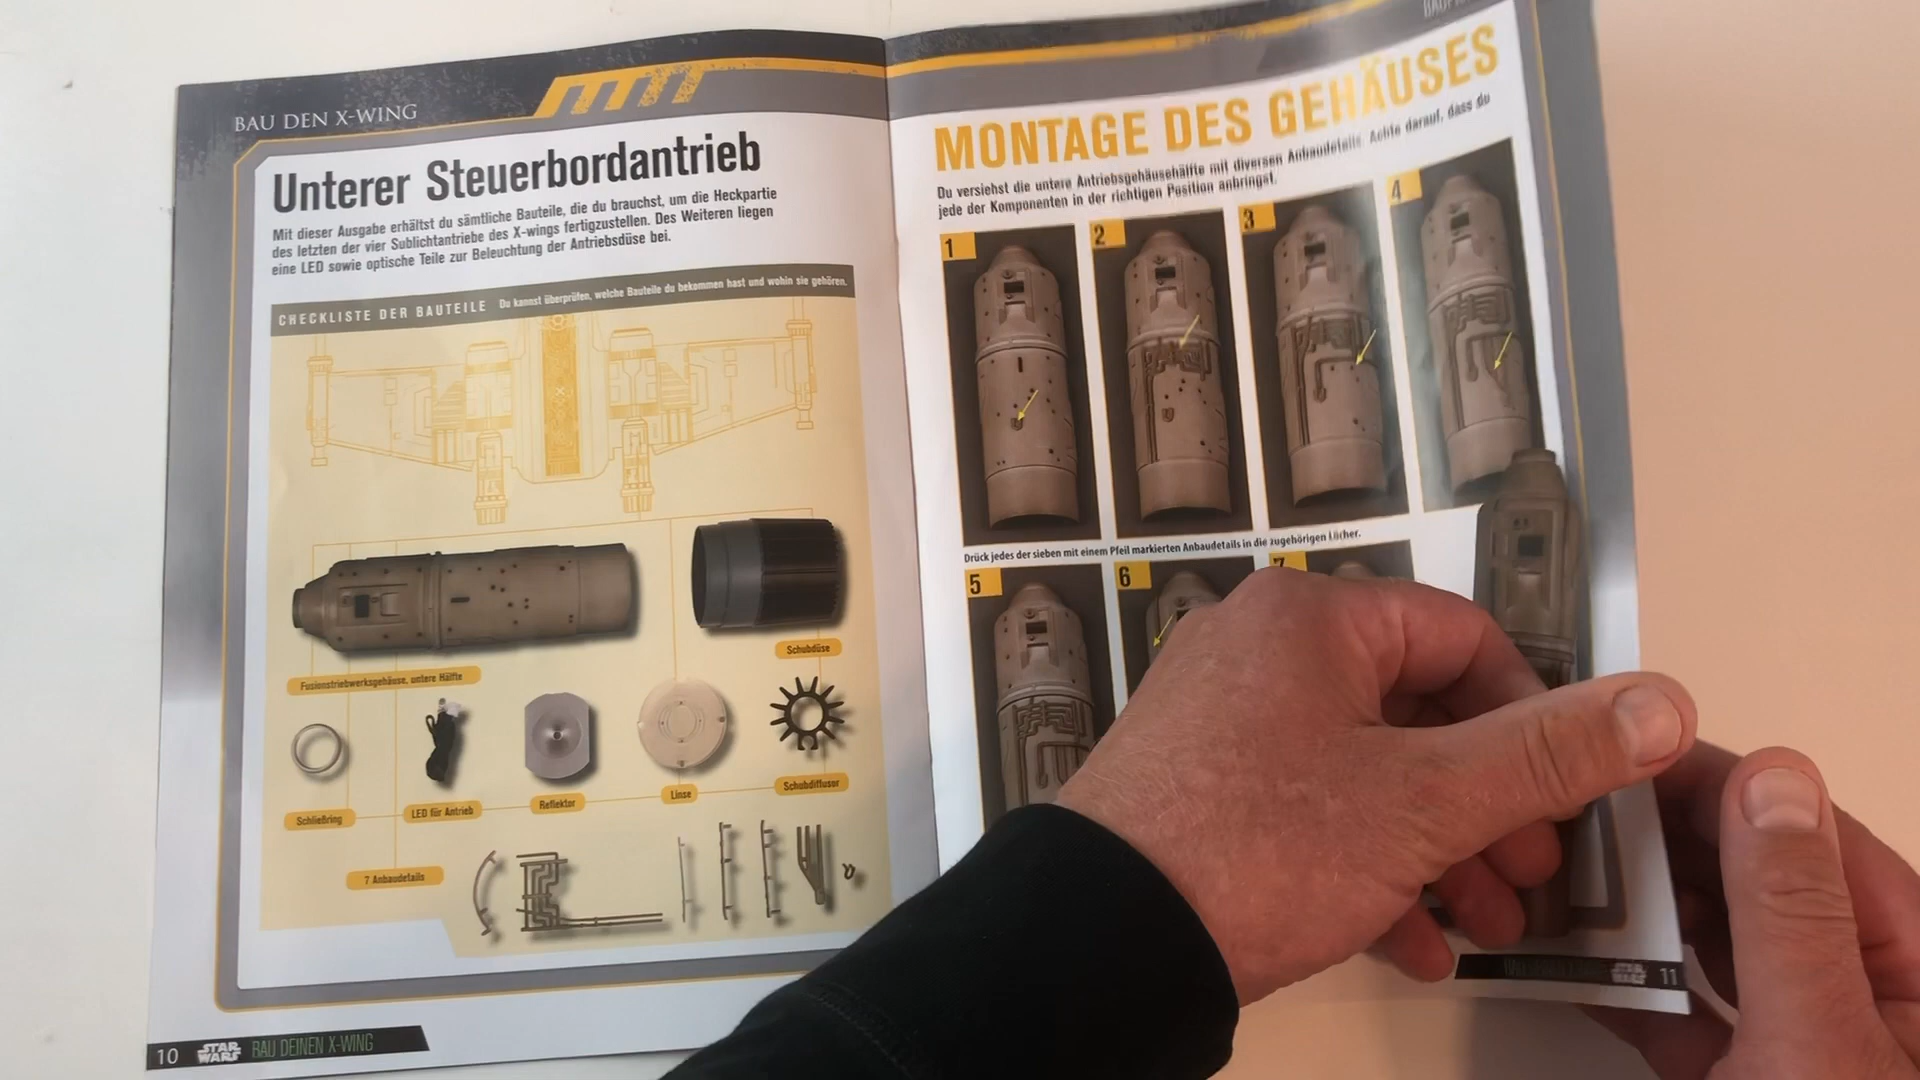 BAU DEN X-WING
Unterer Steuerbordantrieb
Mit dieser Ausgabe erhältst du sämtliche Bauteile, die du brauchst, um die Heckpartie
des letzten der vier Sublichtantriebe des X-wings fertigzustellen. Des Weiteren liegen
eine LED sowie optische Teile zur Beleuchtung der Antriebsdüse bei.
CHECKLISTE DER BAUTEILE Du kannst überprüfen, welche Bauteile du bekommen hast und wohin sie gehören.
Schubdüse
Fusionstriebwerksgehäuse, untere Hälfte
Schließring
LED für Antrieb
Reflektor
Linse
Schubdiffusor
7 Anbaudetails
10 STAR WARS BAU DEINEN X-WING
MONTAGE DES GEHÄUSES
Du versiehst die untere Antriebsgehäusehälfte mit diversen Anbaudetails. Achte darauf, dass du
jede der Komponenten in der richtigen Position anbringst.
1
2
3
4
Drück jedes der sieben mit einem Pfeil markierten Anbaudetails in die zugehörigen Löcher.
5
6
7
STAR WARS 11